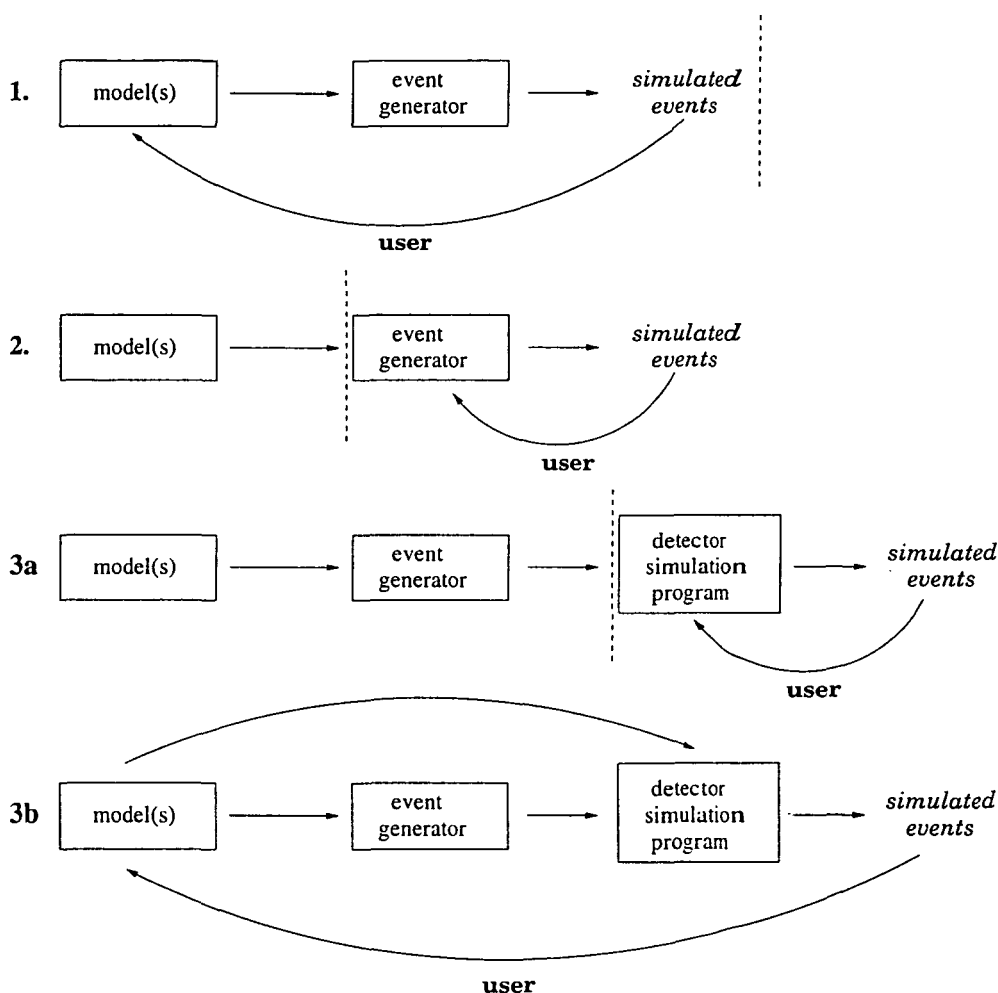 1.
model(s)
event
generator
simulated
events
user
2.
model(s)
event
generator
simulated
events
user
3a
model(s)
event
generator
detector
simulation
program
simulated
events
user
3b
model(s)
event
generator
detector
simulation
program
simulated
events
user